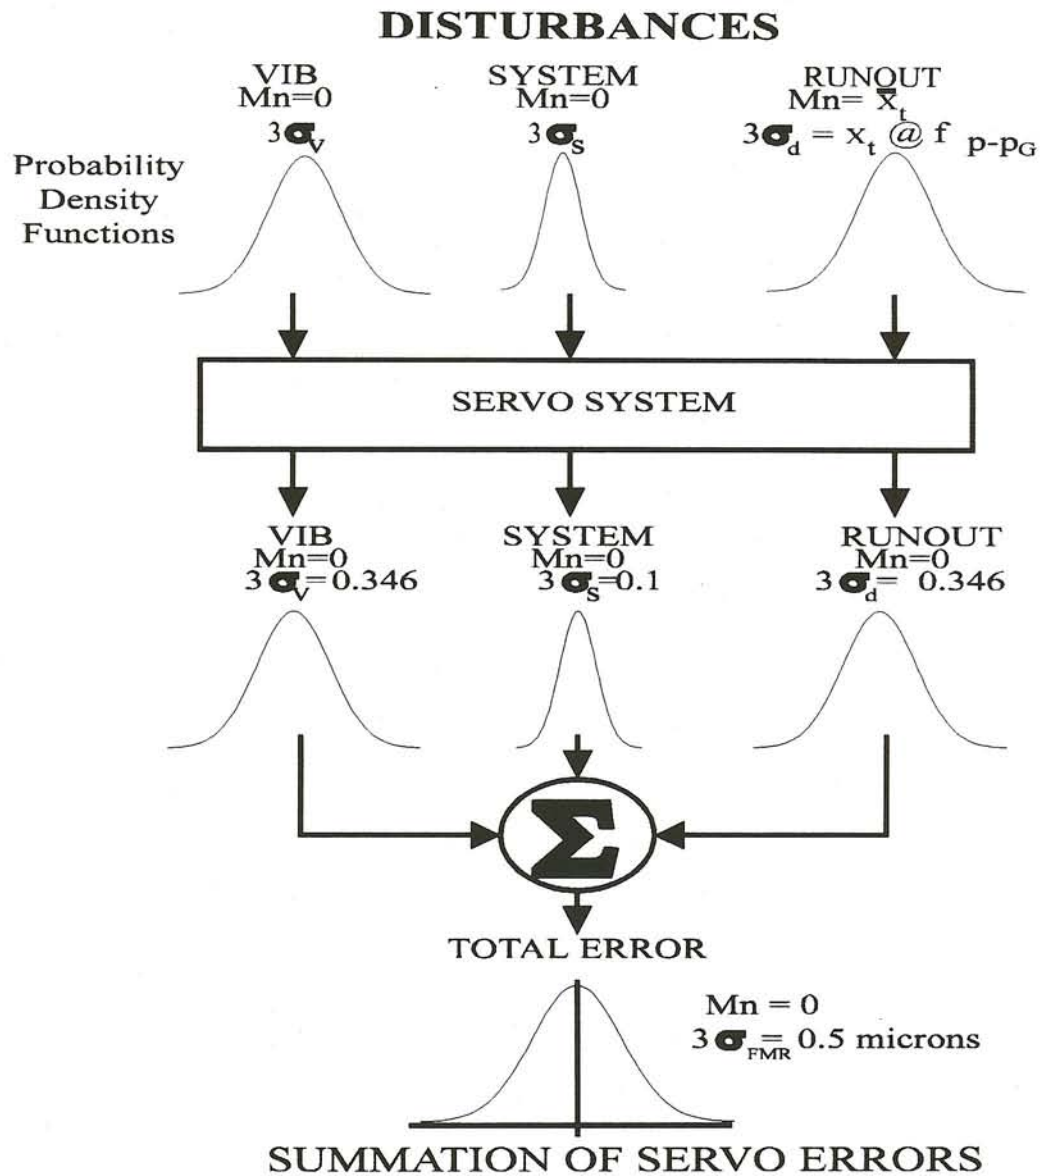 DISTURBANCES
VIB
Mn=0
3σv
SYSTEM
Mn=0
3σs
RUNOUT
Mn= x̄t
3σd = xt @ f p-pG
Probability
Density
Functions
SERVO SYSTEM
VIB
Mn=0
3σv=0.346
SYSTEM
Mn=0
3σs=0.1
RUNOUT
Mn=0
3σd= 0.346
Σ
TOTAL ERROR
Mn = 0
3σFMR= 0.5 microns
SUMMATION OF SERVO ERRORS